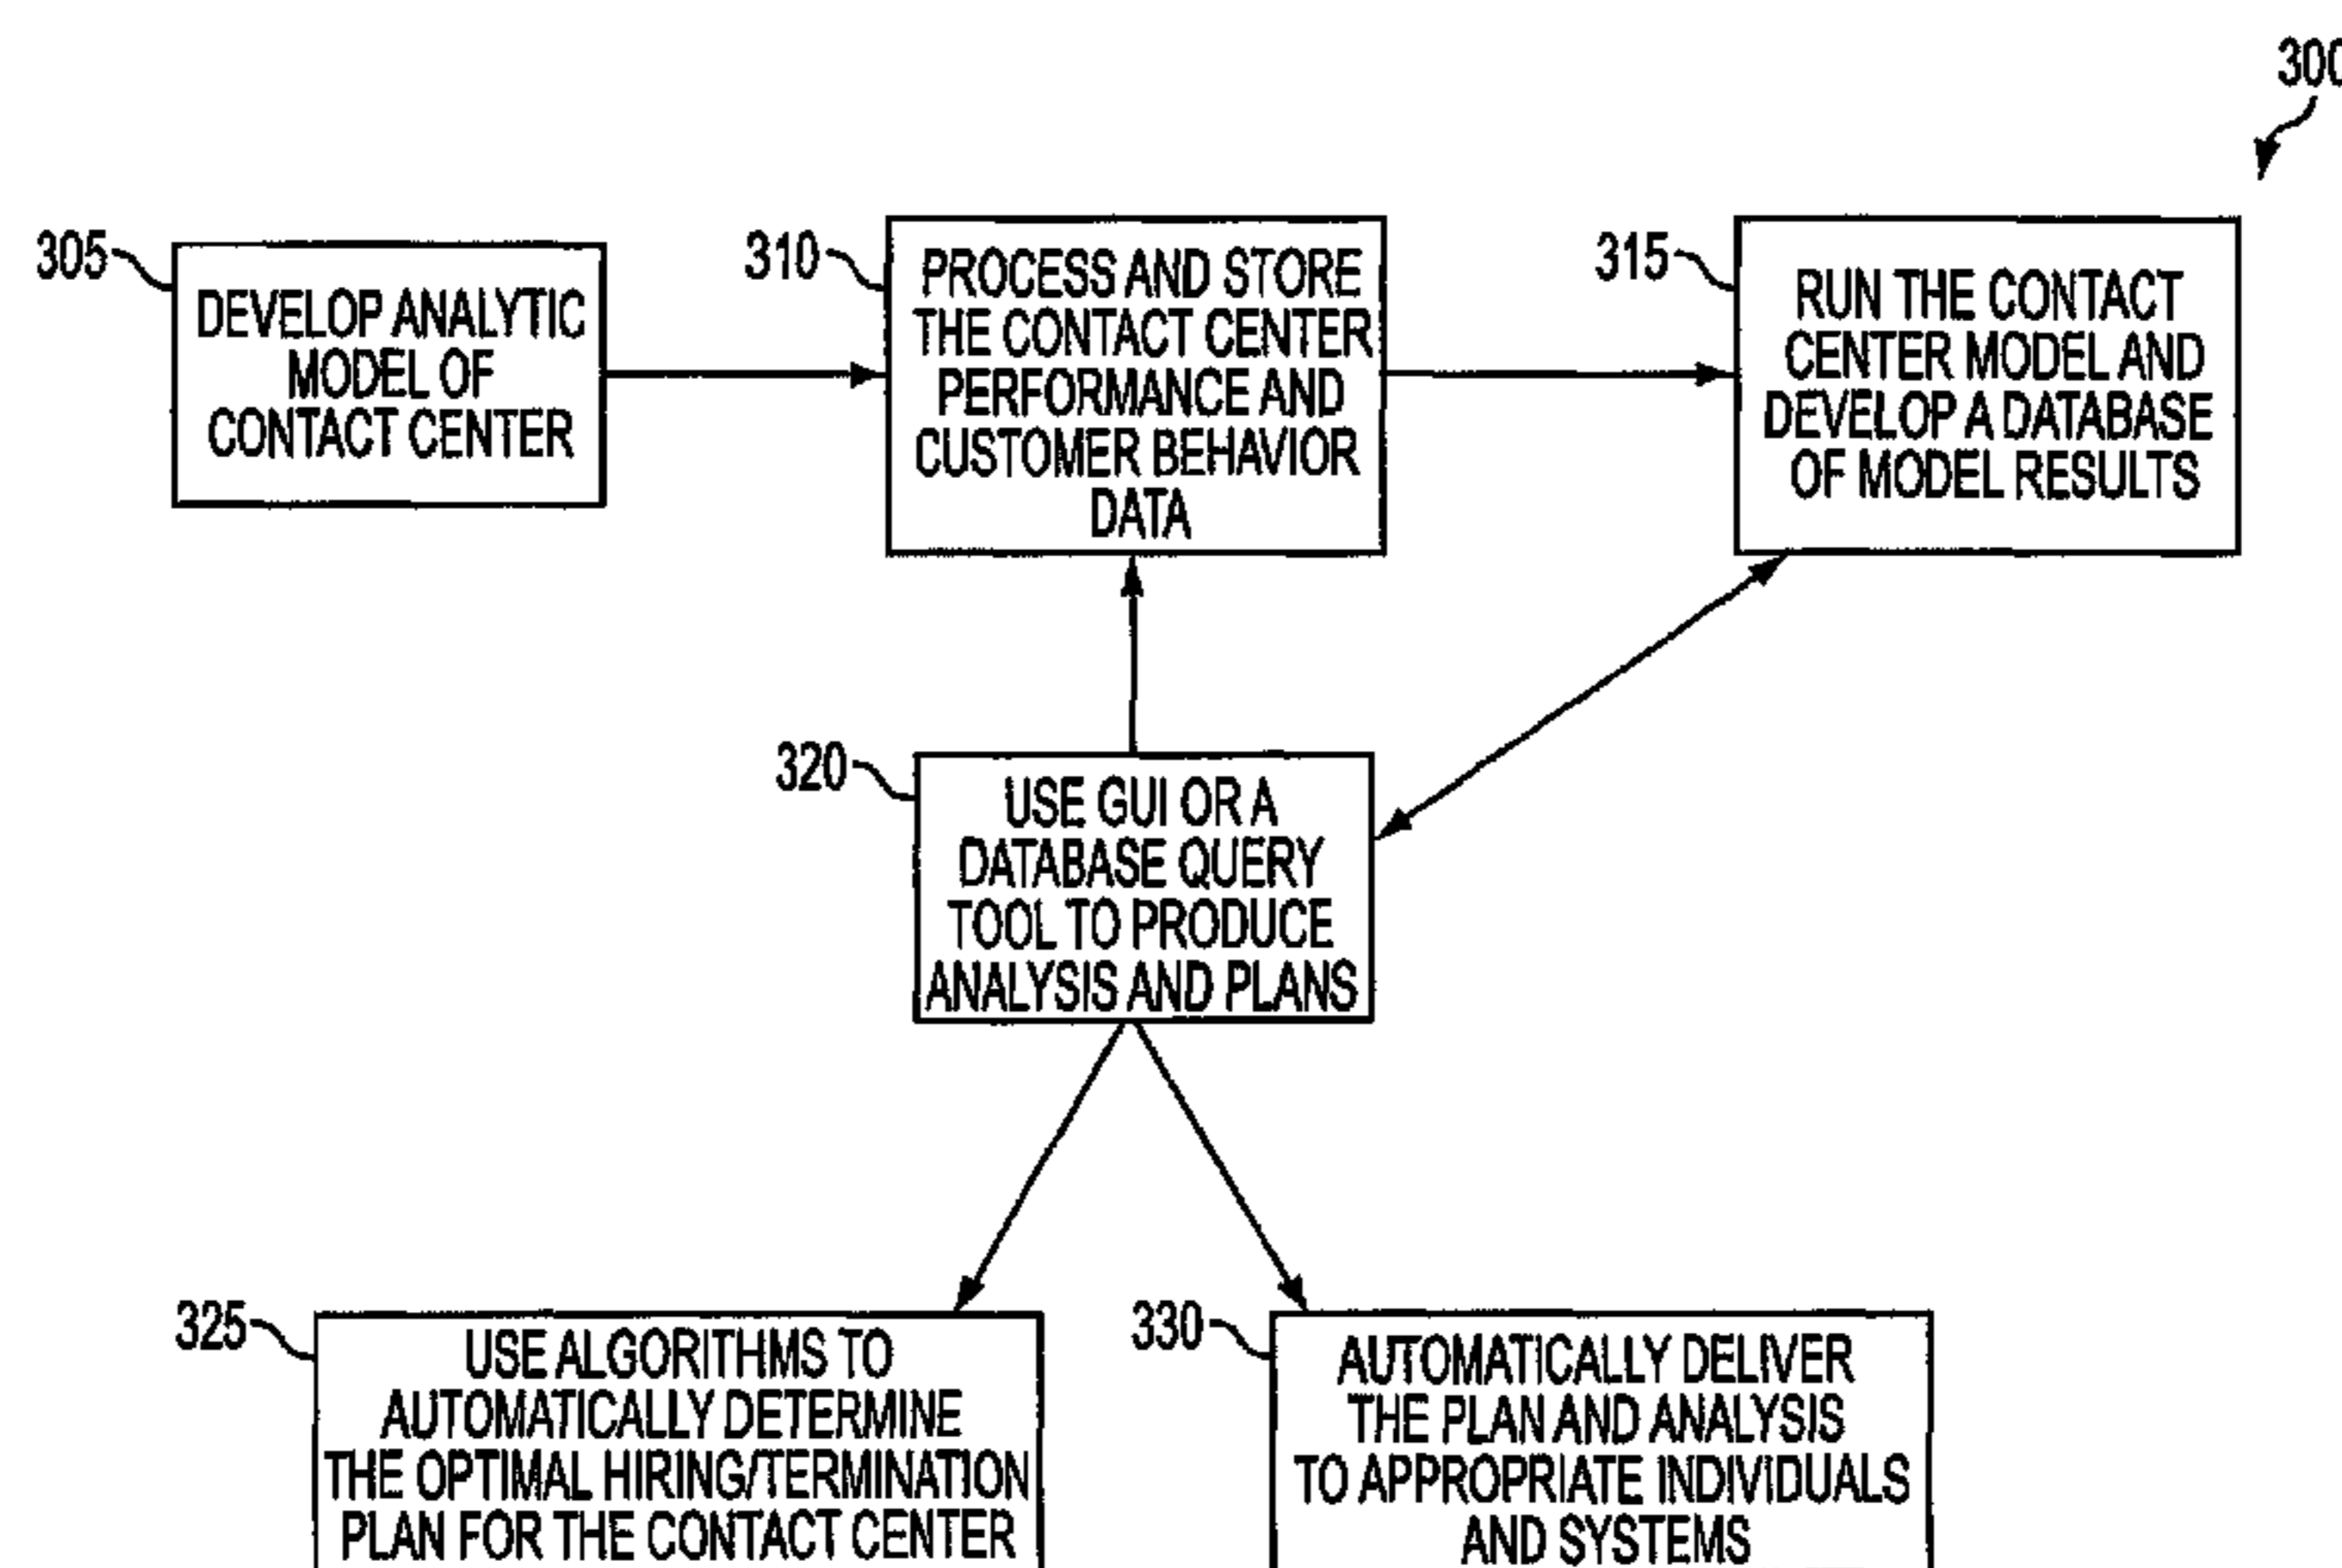 300
305
DEVELOP ANALYTIC
MODEL OF
CONTACT CENTER
310
PROCESS AND STORE
THE CONTACT CENTER
PERFORMANCE AND
CUSTOMER BEHAVIOR
DATA
315
RUN THE CONTACT
CENTER MODEL AND
DEVELOP A DATABASE
OF MODEL RESULTS
320
USE GUI OR A
DATABASE QUERY
TOOL TO PRODUCE
ANALYSIS AND PLANS
325
USE ALGORITHMS TO
AUTOMATICALLY DETERMINE
THE OPTIMAL HIRING/TERMINATION
PLAN FOR THE CONTACT CENTER
330
AUTOMATICALLY DELIVER
THE PLAN AND ANALYSIS
TO APPROPRIATE INDIVIDUALS
AND SYSTEMS